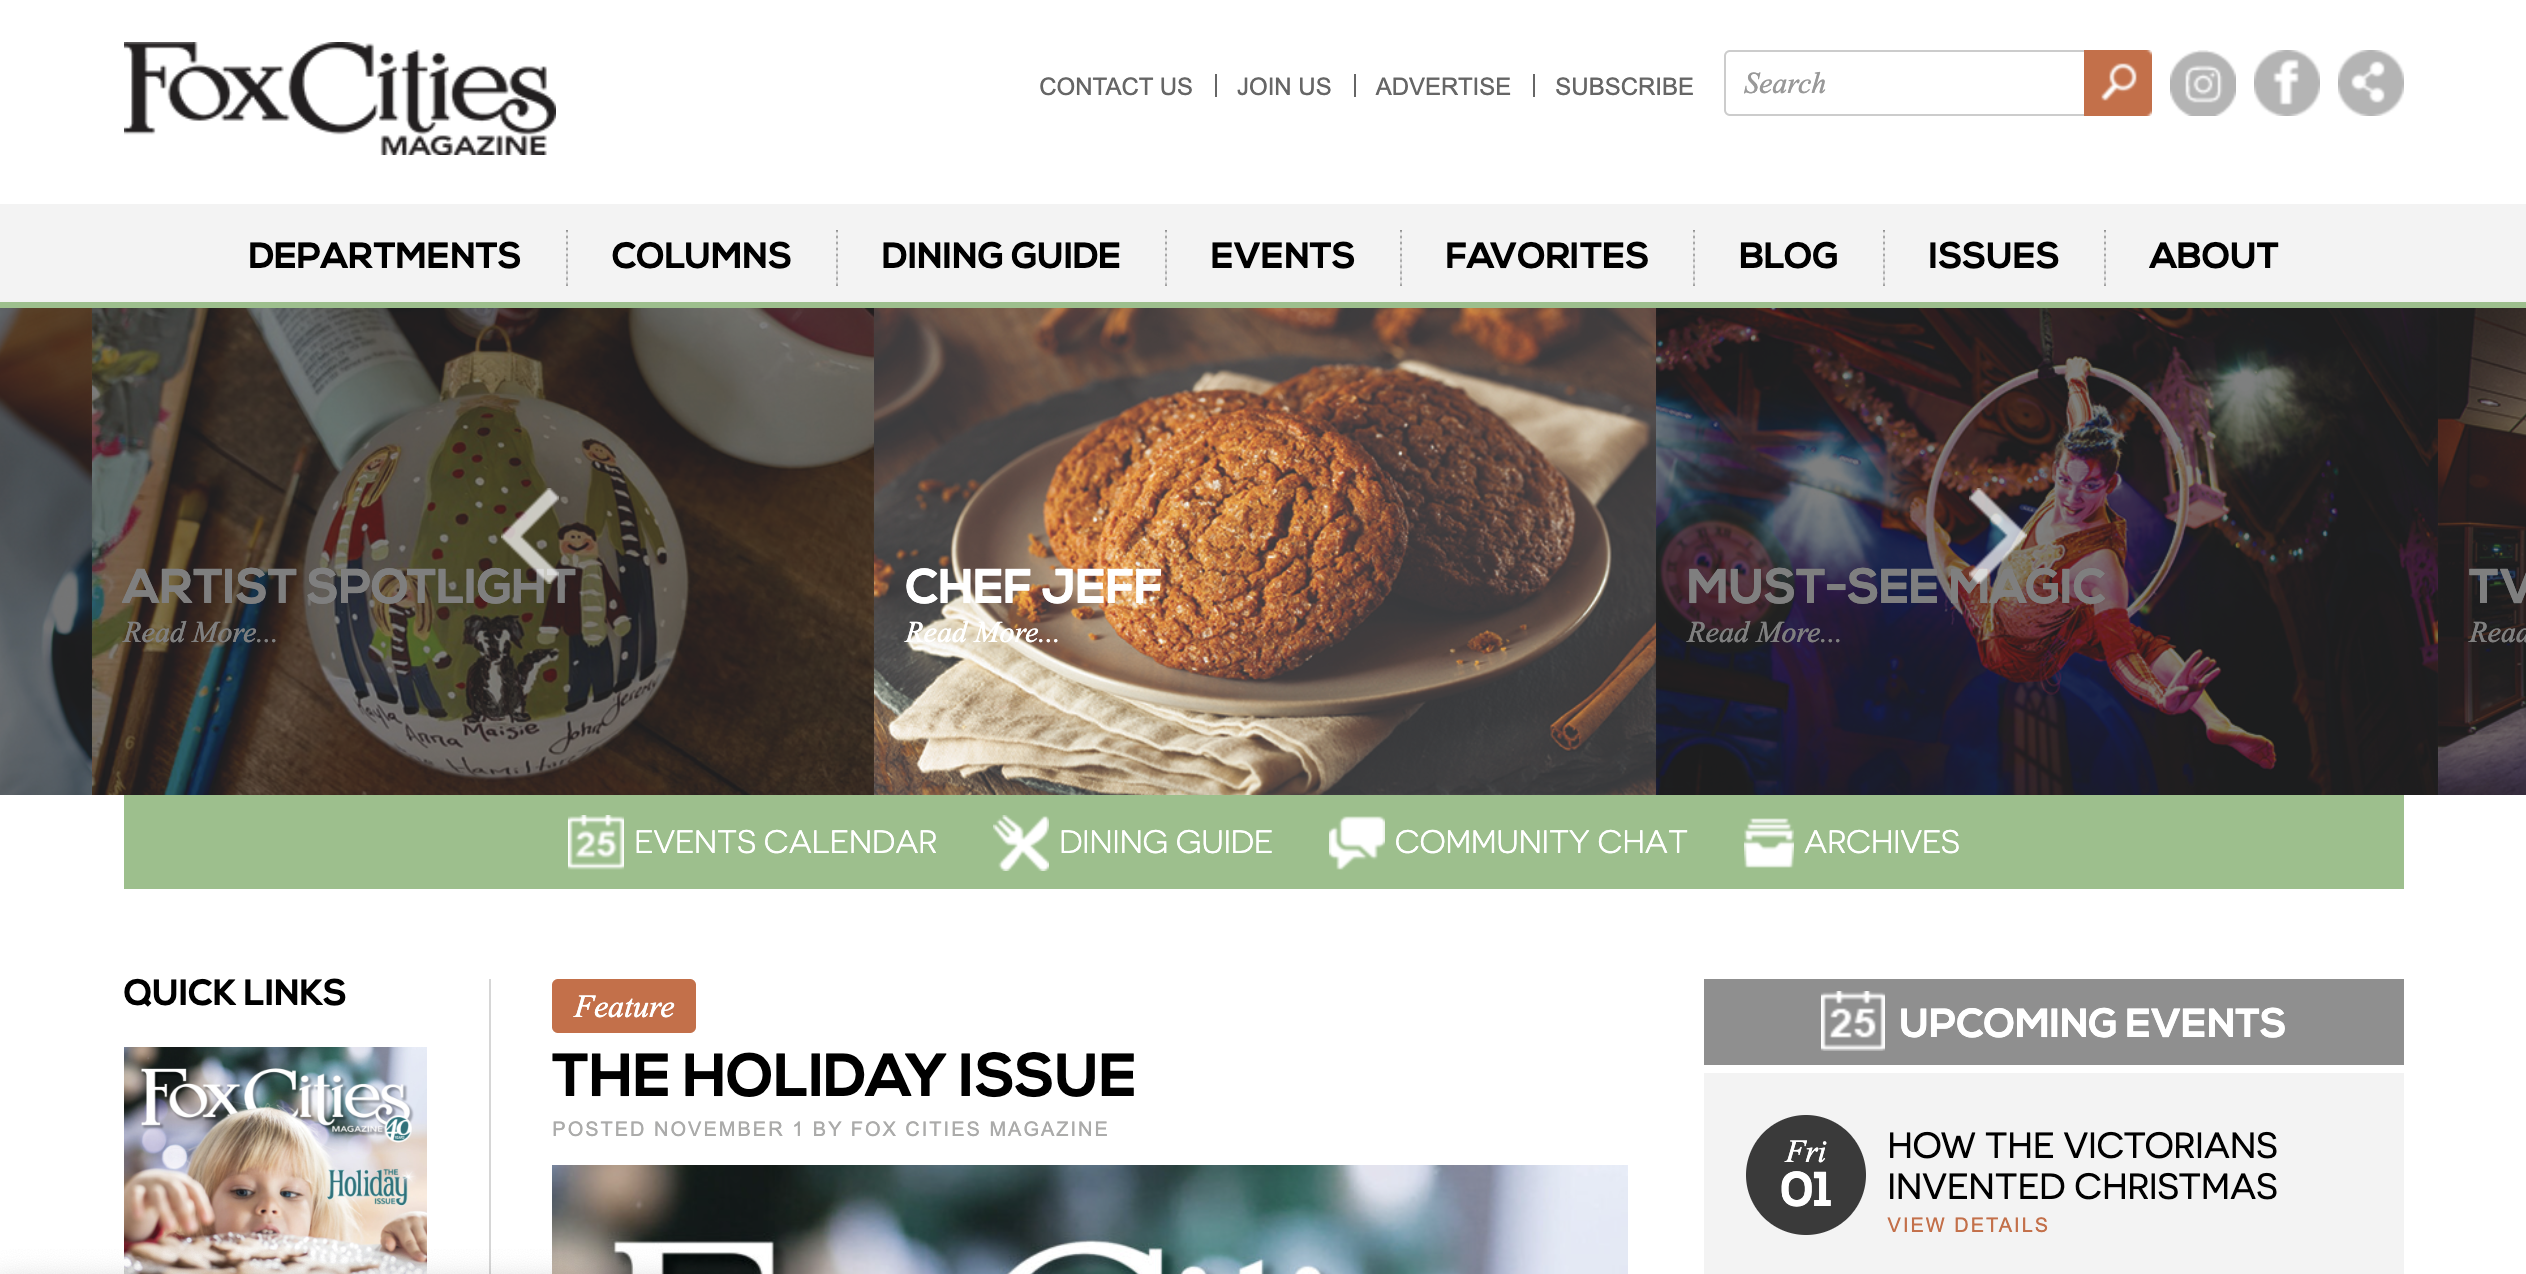 FoxCities
MAGAZINE
CONTACT US | JOIN US | ADVERTISE | SUBSCRIBE
Search
DEPARTMENTS
COLUMNS
DINING GUIDE
EVENTS
FAVORITES
BLOG
ISSUES
ABOUT
Anna Maisie John
ARTIST SPOTLIGHT
Read More...
CHEF JEFF
Read More...
MUST-SEE MAGIC
Read More...
TV
Read
25 EVENTS CALENDAR
DINING GUIDE
COMMUNITY CHAT
ARCHIVES
QUICK LINKS
FoxCities
MAGAZINE 40
THE
Holiday
ISSUE
Feature
THE HOLIDAY ISSUE
POSTED NOVEMBER 1 BY FOX CITIES MAGAZINE
25 UPCOMING EVENTS
Fri
01
HOW THE VICTORIANS
INVENTED CHRISTMAS
VIEW DETAILS